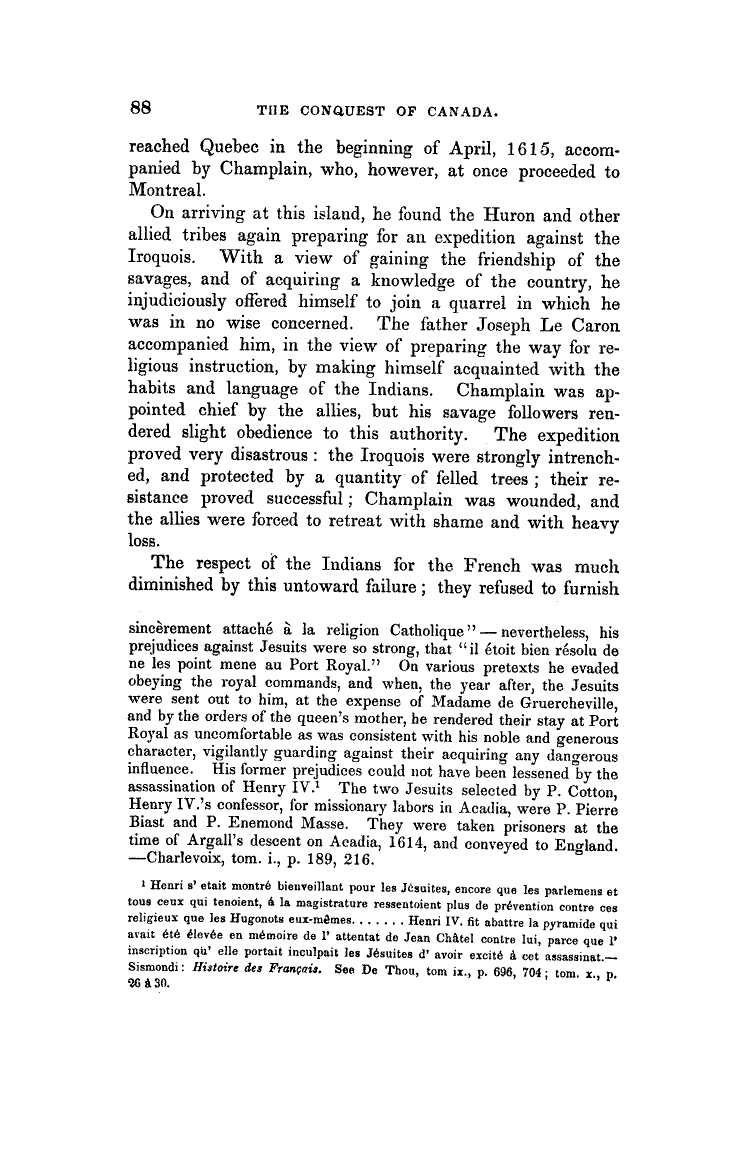 88 THE CONQUEST OF CANADA.
reached Quebec in the beginning of April, 1615, accom-
panied by Champlain, who, however, at once proceeded to
Montreal.
On arriving at this island, he found the Huron and other
allied tribes again preparing for an expedition against the
Iroquois. With a view of gaining the friendship of the
savages, and of acquiring a knowledge of the country, he
injudiciously offered himself to join a quarrel in which he
was in no wise concerned. The father Joseph Le Caron
accompanied him, in the view of preparing the way for re-
ligious instruction, by making himself acquainted with the
habits and language of the Indians. Champlain was ap-
pointed chief by the allies, but his savage followers ren-
dered slight obedience to this authority. The expedition
proved very disastrous: the Iroquois were strongly intrench-
ed, and protected by a quantity of felled trees; their re-
sistance proved successful; Champlain was wounded, and
the allies were forced to retreat with shame and with heavy
loss.
The respect of the Indians for the French was much
diminished by this untoward failure; they refused to furnish
sincèrement attaché à la religion Catholique"—nevertheless, his
prejudices against Jesuits were so strong, that "il étoit bien résolu de
ne les point mene au Port Royal." On various pretexts he evaded
obeying the royal commands, and when, the year after, the Jesuits
were sent out to him, at the expense of Madame de Gruercheville,
and by the orders of the queen's mother, he rendered their stay at Port
Royal as uncomfortable as was consistent with his noble and generous
character, vigilantly guarding against their acquiring any dangerous
influence. His former prejudices could not have been lessened by the
assassination of Henry IV.¹ The two Jesuits selected by P. Cotton,
Henry IV.'s confessor, for missionary labors in Acadia, were P. Pierre
Biast and P. Enemond Masse. They were taken prisoners at the
time of Argall's descent on Acadia, 1614, and conveyed to England.
—Charlevoix, tom. i., p. 189, 216.
¹ Henri s' etait montré bienveillant pour les Jésuites, encore que les parlemens et
tous ceux qui tenoient, à la magistrature ressentoient plus de prévention contre ces
religieux que les Hugonots eux-mêmes. . . . . . . Henri IV. fit abattre la pyramide qui
avait été élevée en mémoire de l' attentat de Jean Châtel contre lui, parce que l'
inscription qu' elle portait inculpait les Jésuites d' avoir excité à cet assassinat.—
Sismondi: Histoire des Français. See De Thou, tom ix., p. 696, 704; tom. x., p.
26 à 30.